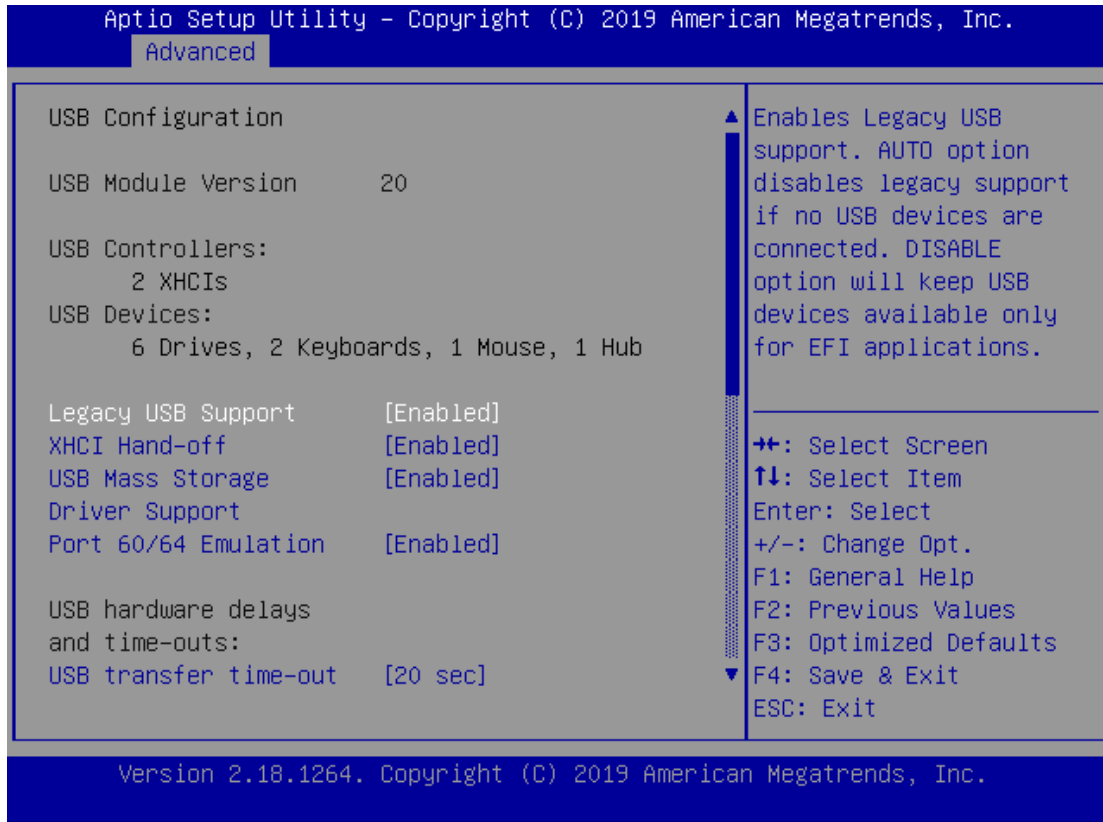 Aptio Setup Utility – Copyright (C) 2019 American Megatrends, Inc.
Advanced
USB Configuration
USB Module Version 20
USB Controllers:
2 XHCIs
USB Devices:
6 Drives, 2 Keyboards, 1 Mouse, 1 Hub
Legacy USB Support [Enabled]
XHCI Hand-off [Enabled]
USB Mass Storage [Enabled]
Driver Support
Port 60/64 Emulation [Enabled]
USB hardware delays
and time-outs:
USB transfer time-out [20 sec]
Enables Legacy USB
support. AUTO option
disables legacy support
if no USB devices are
connected. DISABLE
option will keep USB
devices available only
for EFI applications.
→←: Select Screen
↑↓: Select Item
Enter: Select
+/-: Change Opt.
F1: General Help
F2: Previous Values
F3: Optimized Defaults
F4: Save & Exit
ESC: Exit
Version 2.18.1264. Copyright (C) 2019 American Megatrends, Inc.